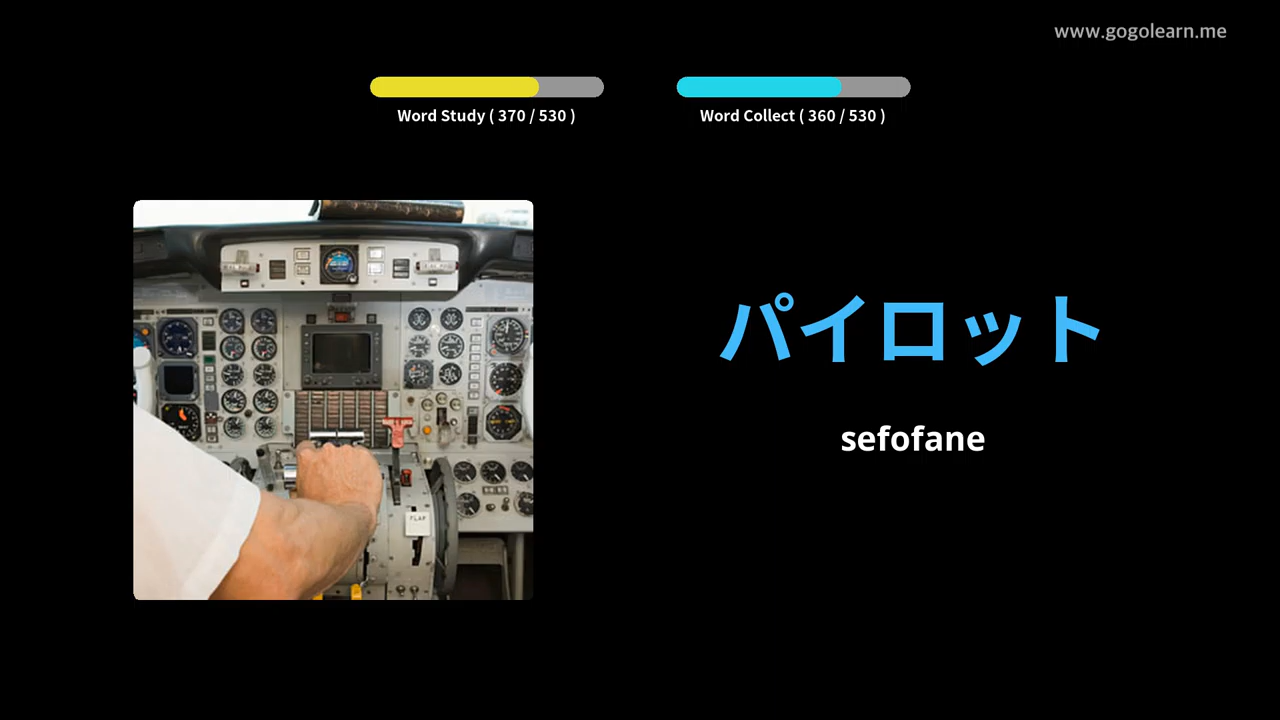 www.gogolearn.me
Word Study ( 370 / 530 )
Word Collect ( 360 / 530 )
パイロット
sefofane
FLAP